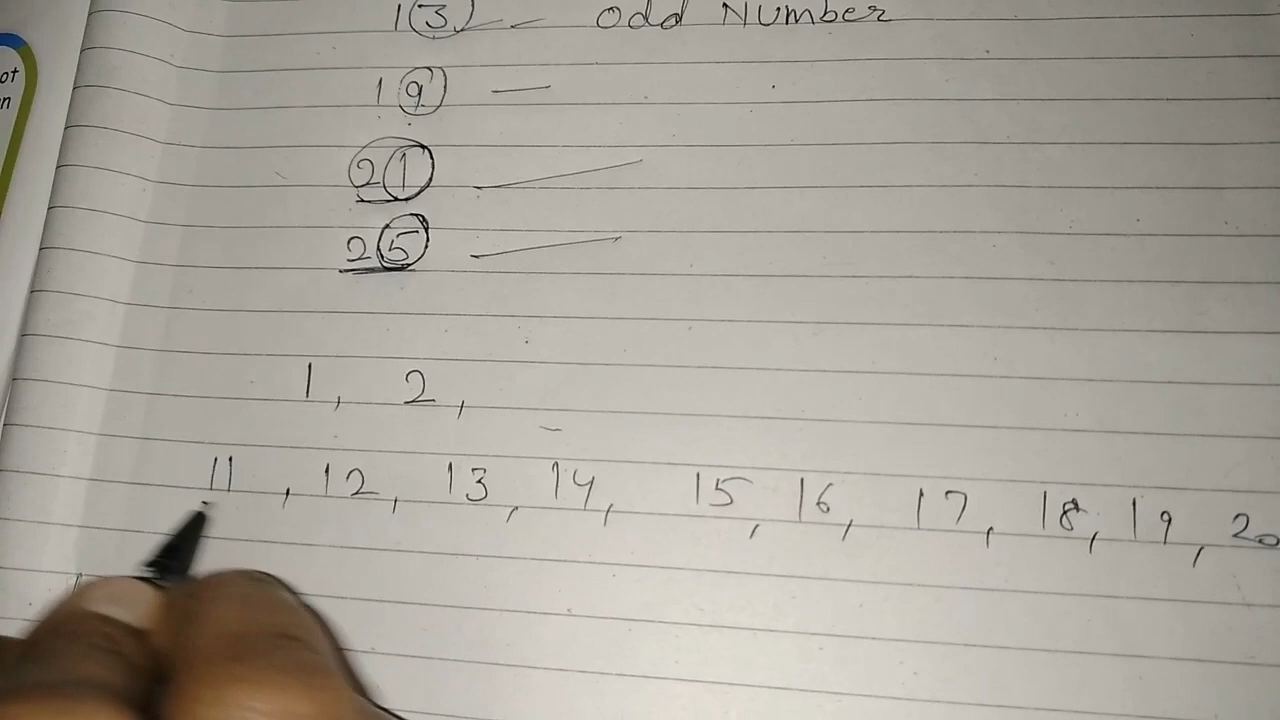 13 - Odd Number
19 —
21 —
25 —
1, 2,
11, 12, 13, 14, 15, 16, 17, 18, 19, 20